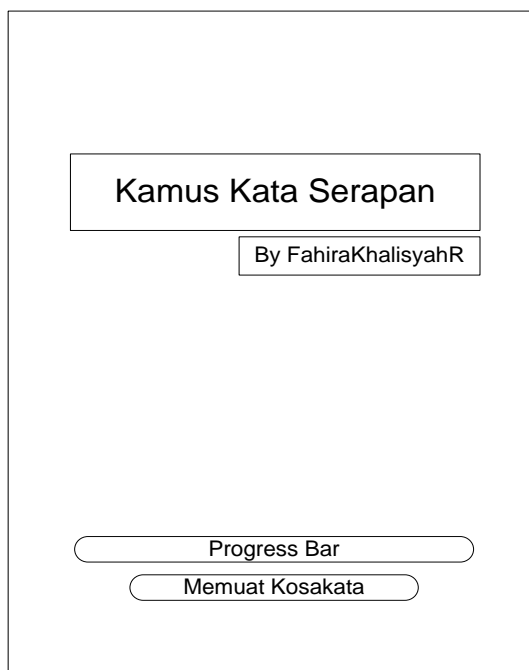 Kamus Kata Serapan
By FahiraKhalisyahR
Progress Bar
Memuat Kosakata